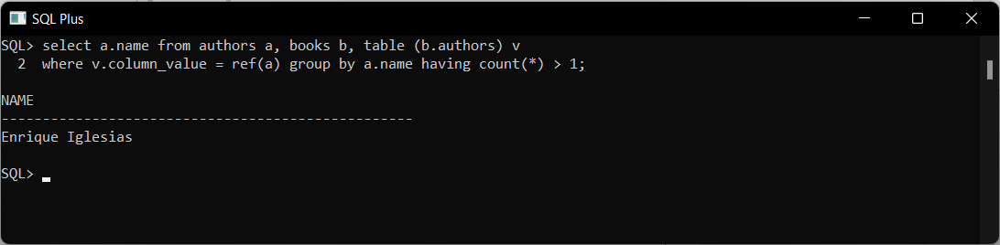 SQL Plus
SQL> select a.name from authors a, books b, table (b.authors) v
  2  where v.column_value = ref(a) group by a.name having count(*) > 1;
NAME
--------------------------------------------------
Enrique Iglesias
SQL>